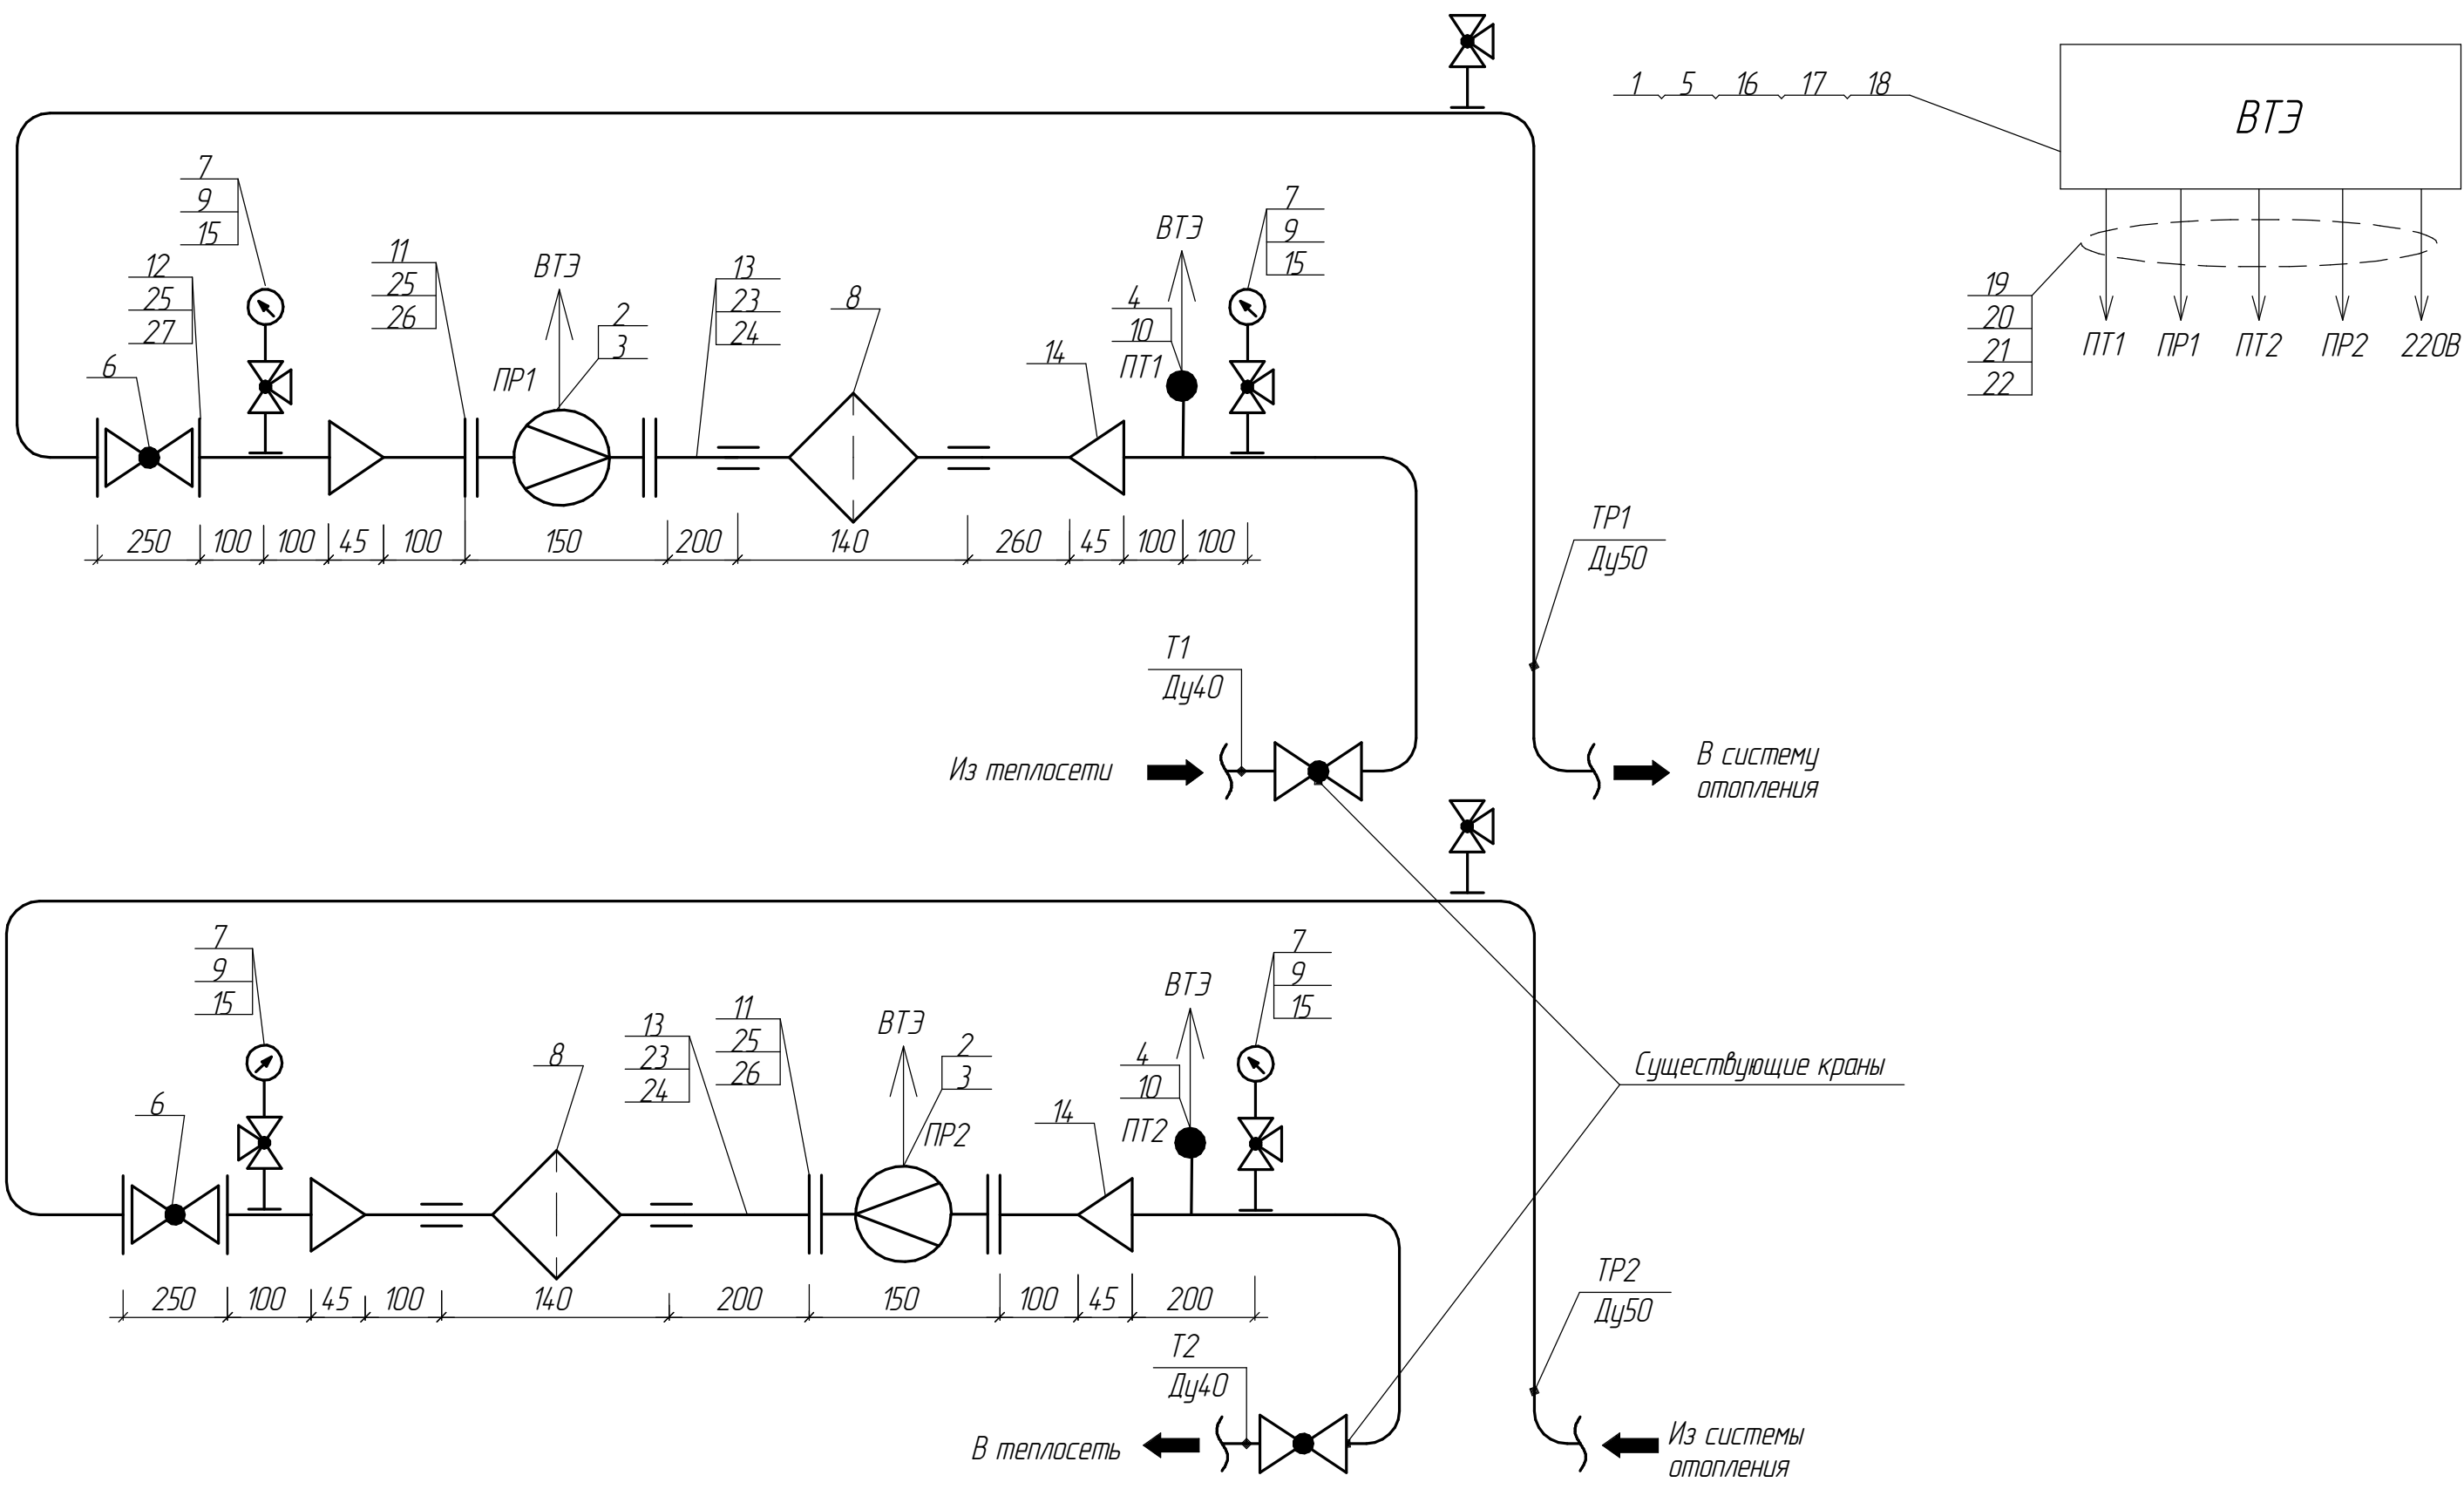 1 5 16 17 18
ВТЭ
19
20
21
22
ПТ1 ПР1 ПТ2 ПР2 220В
7
9
15
12
25
27
6
11
25
26
ВТЭ
ПР1
2
3
13
23
24
8
14
4
10
ПТ1
ВТЭ
7
9
15
250 100 100 45 100 150 200 140 260 45 100 100
ТР1
Ду50
Т1
Ду40
Из теплосети
В систему
отопления
7
9
15
6
8
13
23
24
11
25
26
ВТЭ
2
3
ПР2
14
4
10
ПТ2
ВТЭ
7
9
15
Существующие краны
250 100 45 100 140 200 150 100 45 200
ТР2
Ду50
Т2
Ду40
В теплосеть
Из системы
отопления